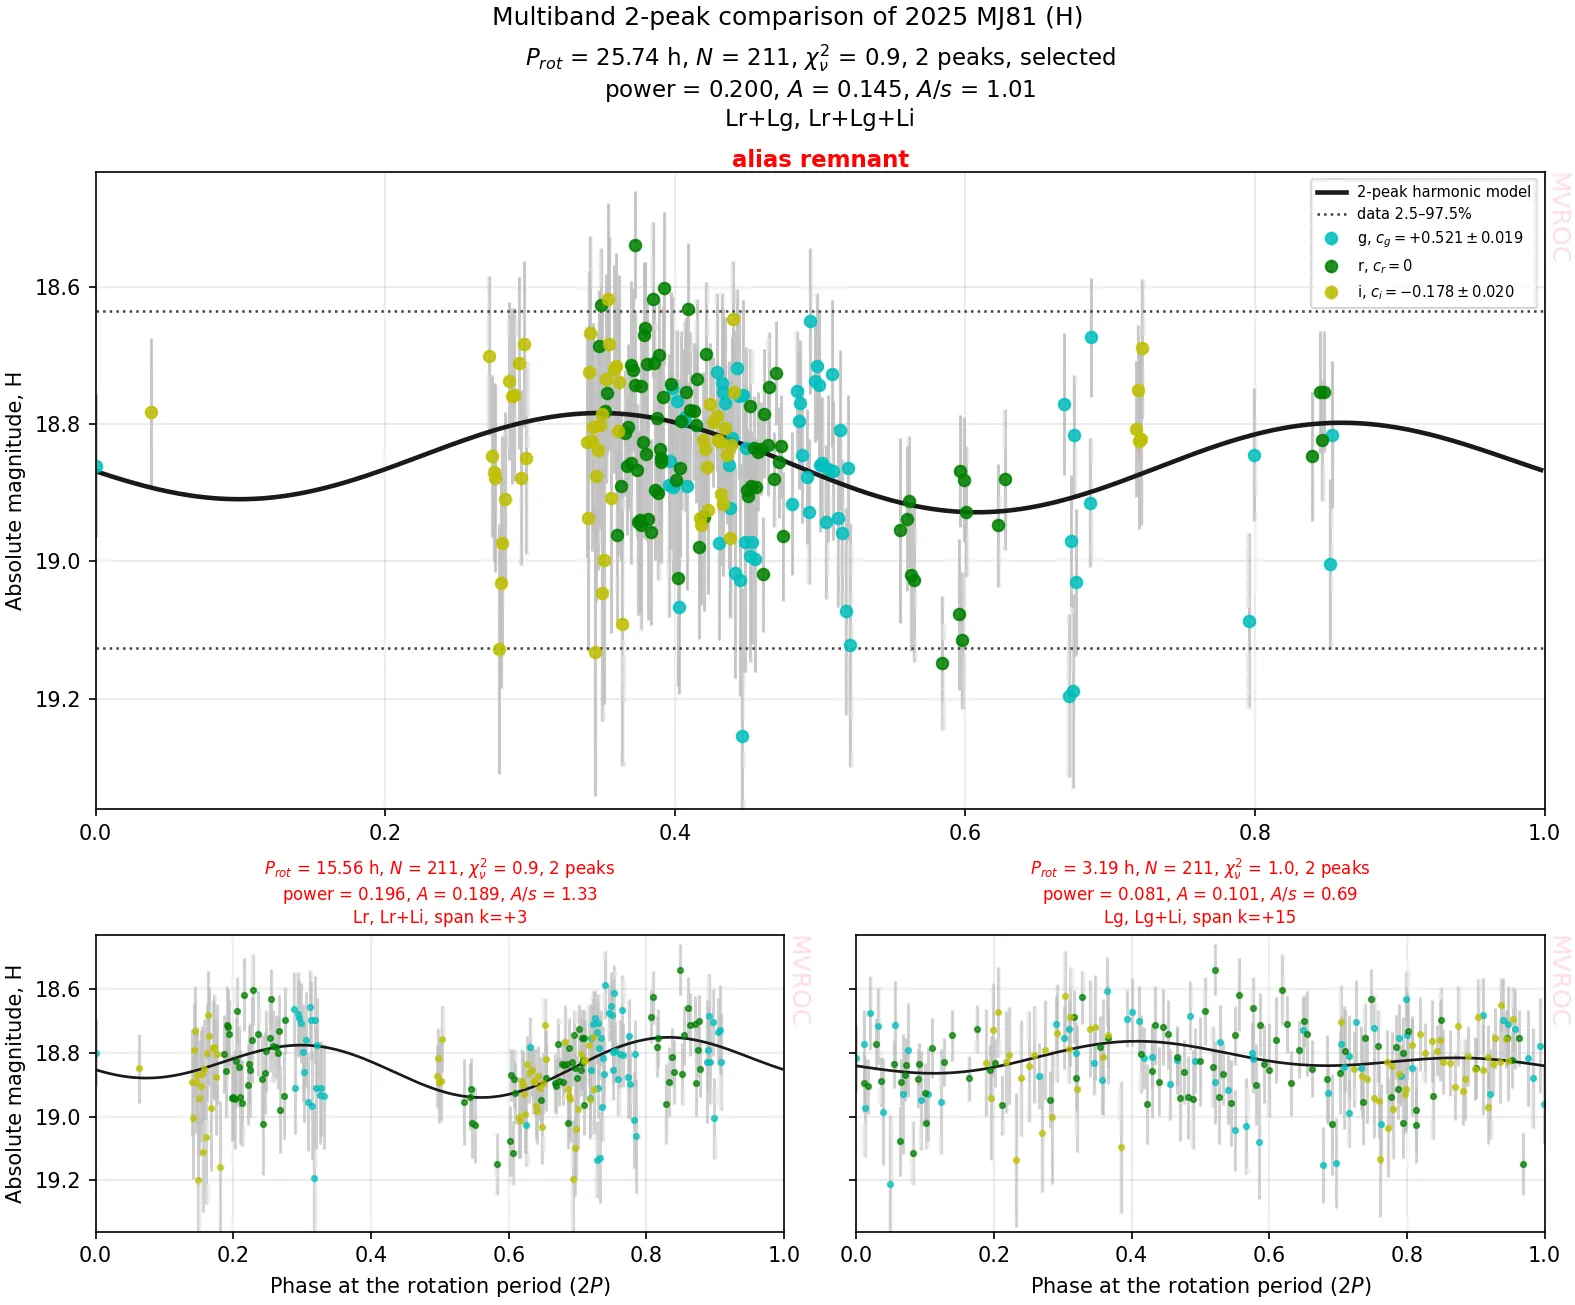 Multiband 2-peak comparison of 2025 MJ81 (H)
P_rot = 25.74 h, N = 211, χ²_ν = 0.9, 2 peaks, selected
power = 0.200, A = 0.145, A/s = 1.01
Lr+Lg, Lr+Lg+Li
alias remnant
MVROC
2-peak harmonic model
data 2.5–97.5%
g, c_g = +0.521 ± 0.019
r, c_r = 0
i, c_i = −0.178 ± 0.020
Absolute magnitude, H
18.6
18.8
19.0
19.2
0.0 0.2 0.4 0.6 0.8 1.0
P_rot = 15.56 h, N = 211, χ²_ν = 0.9, 2 peaks
power = 0.196, A = 0.189, A/s = 1.33
Lr, Lr+Li, span k=+3
MVROC
Absolute magnitude, H
18.6
18.8
19.0
19.2
0.0 0.2 0.4 0.6 0.8 1.0
Phase at the rotation period (2P)
P_rot = 3.19 h, N = 211, χ²_ν = 1.0, 2 peaks
power = 0.081, A = 0.101, A/s = 0.69
Lg, Lg+Li, span k=+15
MVROC
0.0 0.2 0.4 0.6 0.8 1.0
Phase at the rotation period (2P)